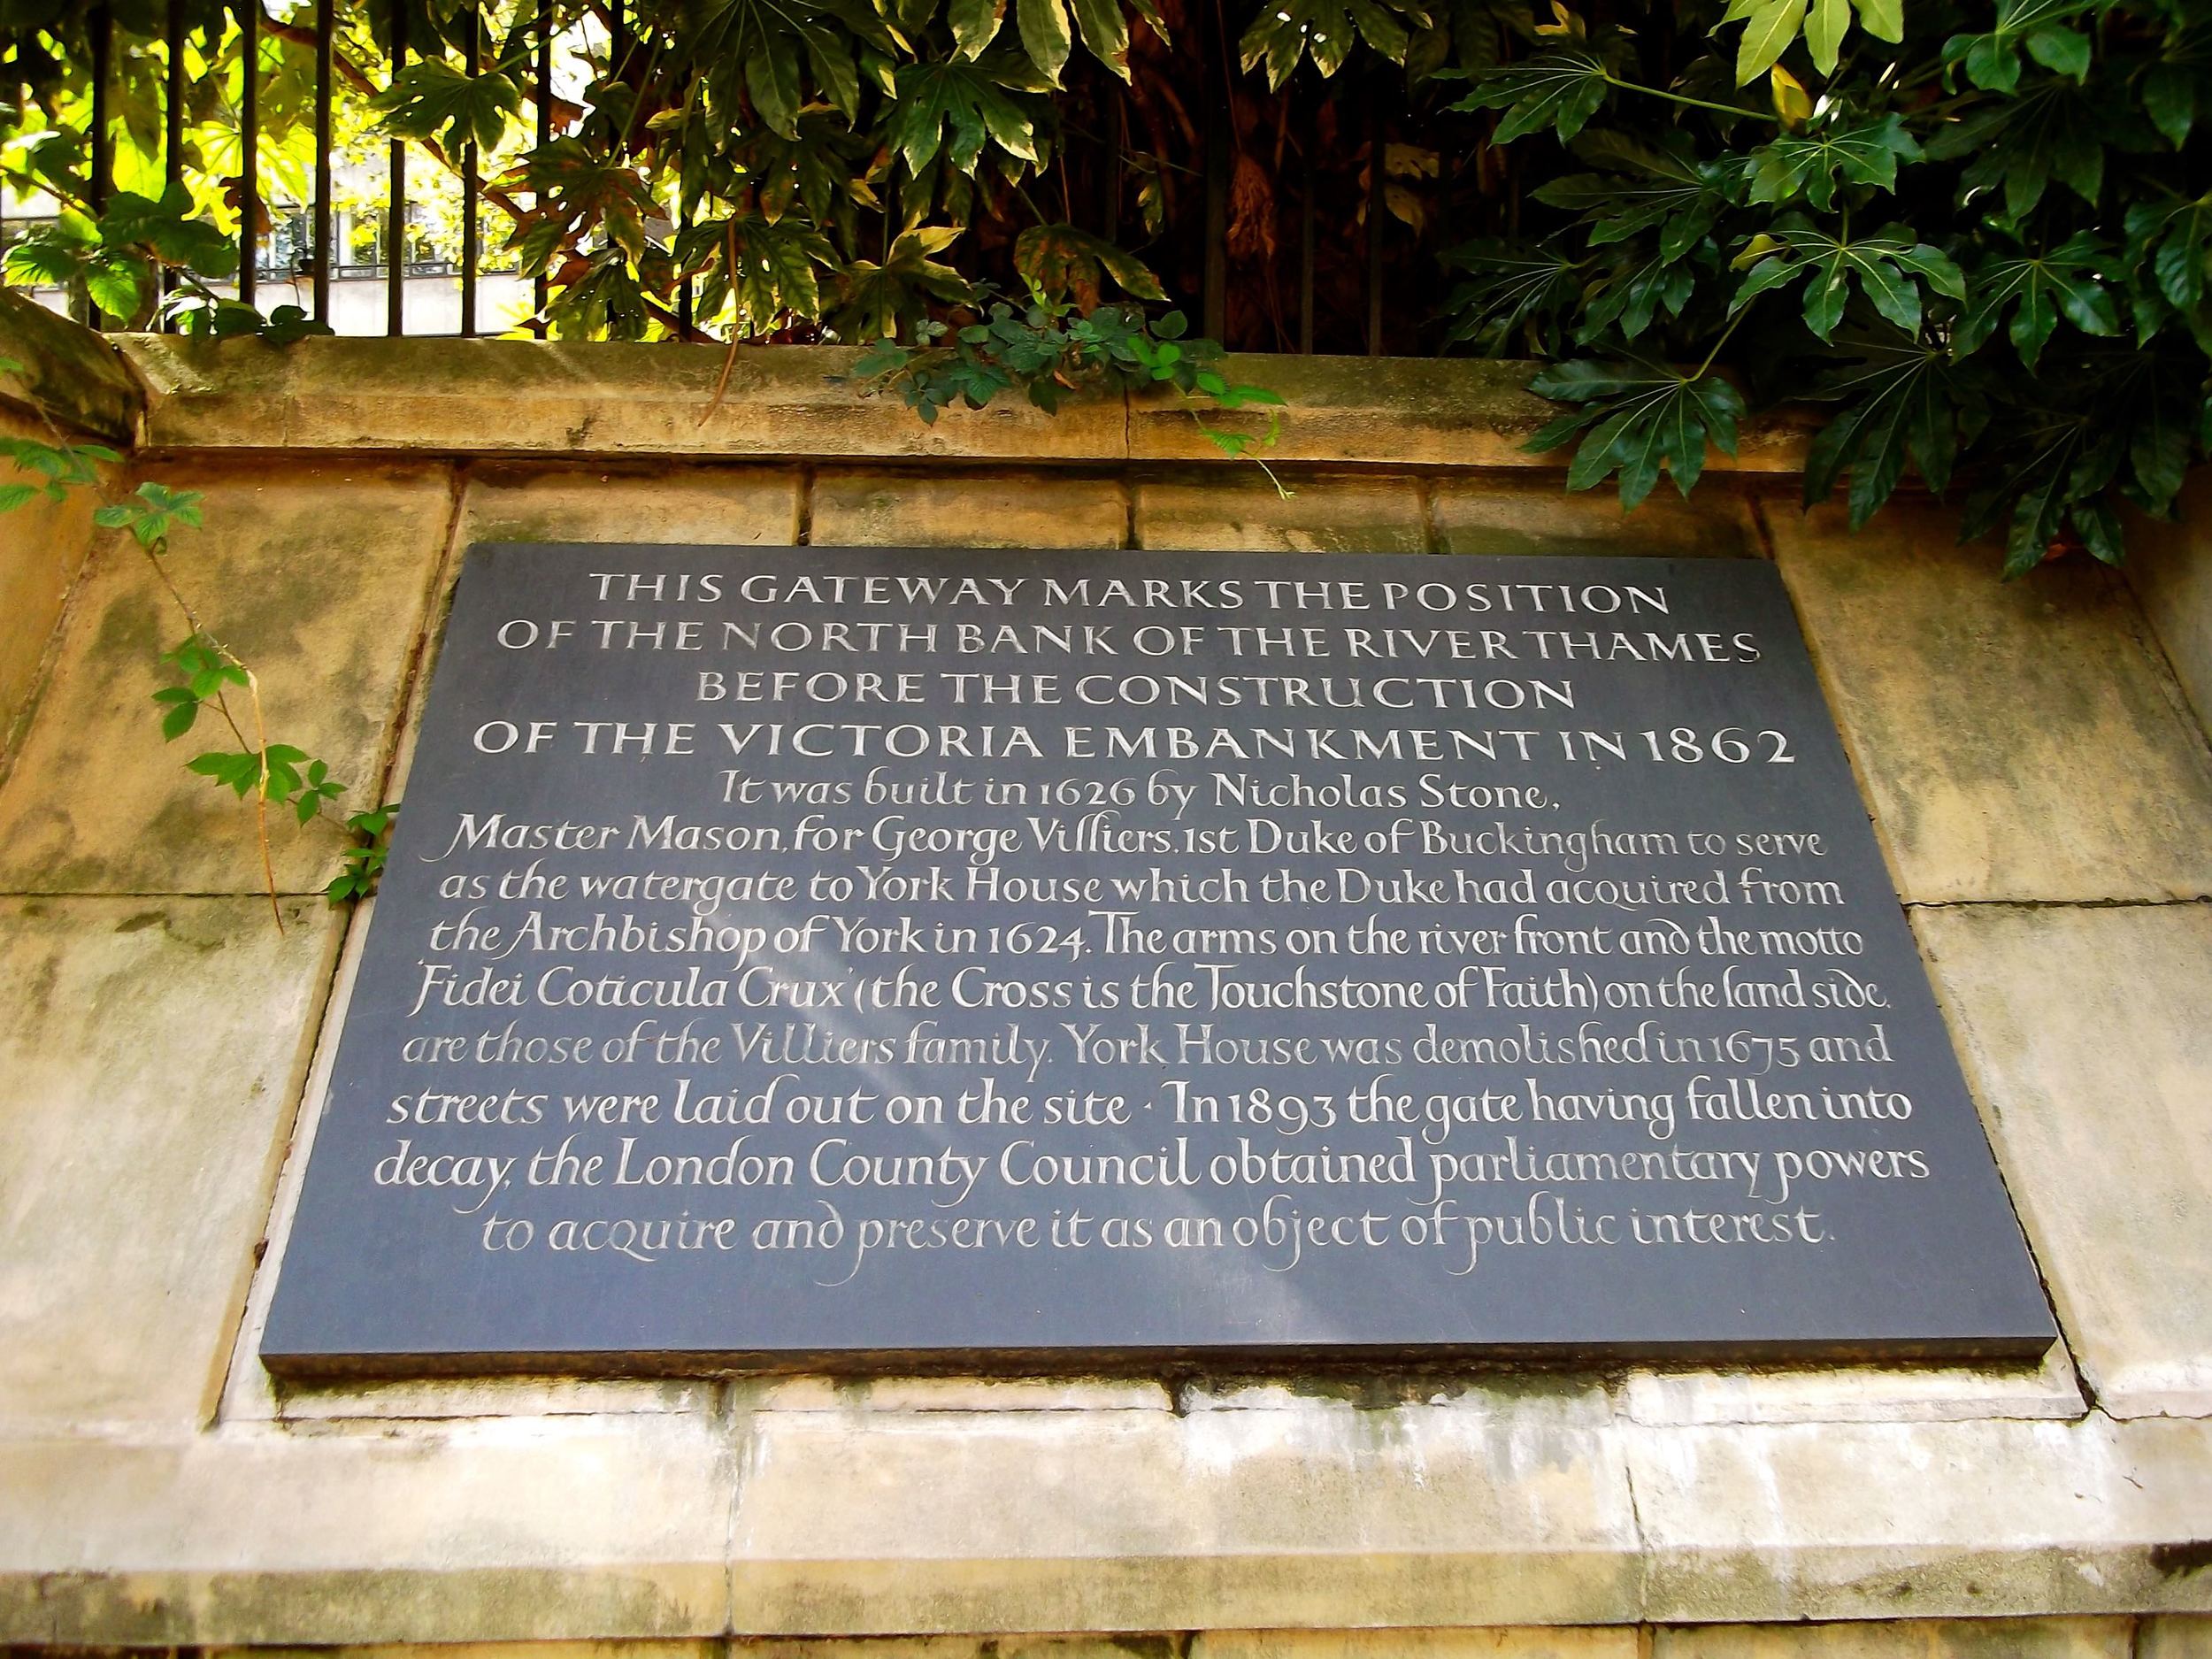 THIS GATEWAY MARKS THE POSITION
OF THE NORTH BANK OF THE RIVER THAMES
BEFORE THE CONSTRUCTION
OF THE VICTORIA EMBANKMENT IN 1862
It was built in 1626 by Nicholas Stone,
Master Mason, for George Villiers, 1st Duke of Buckingham to serve
as the watergate to York House which the Duke had acquired from
the Archbishop of York in 1624. The arms on the river front and the motto
'Fidei Coticula Crux' (the Cross is the Touchstone of Faith) on the land side,
are those of the Villiers family. York House was demolished in 1675 and
streets were laid out on the site · In 1893 the gate having fallen into
decay, the London County Council obtained parliamentary powers
to acquire and preserve it as an object of public interest.